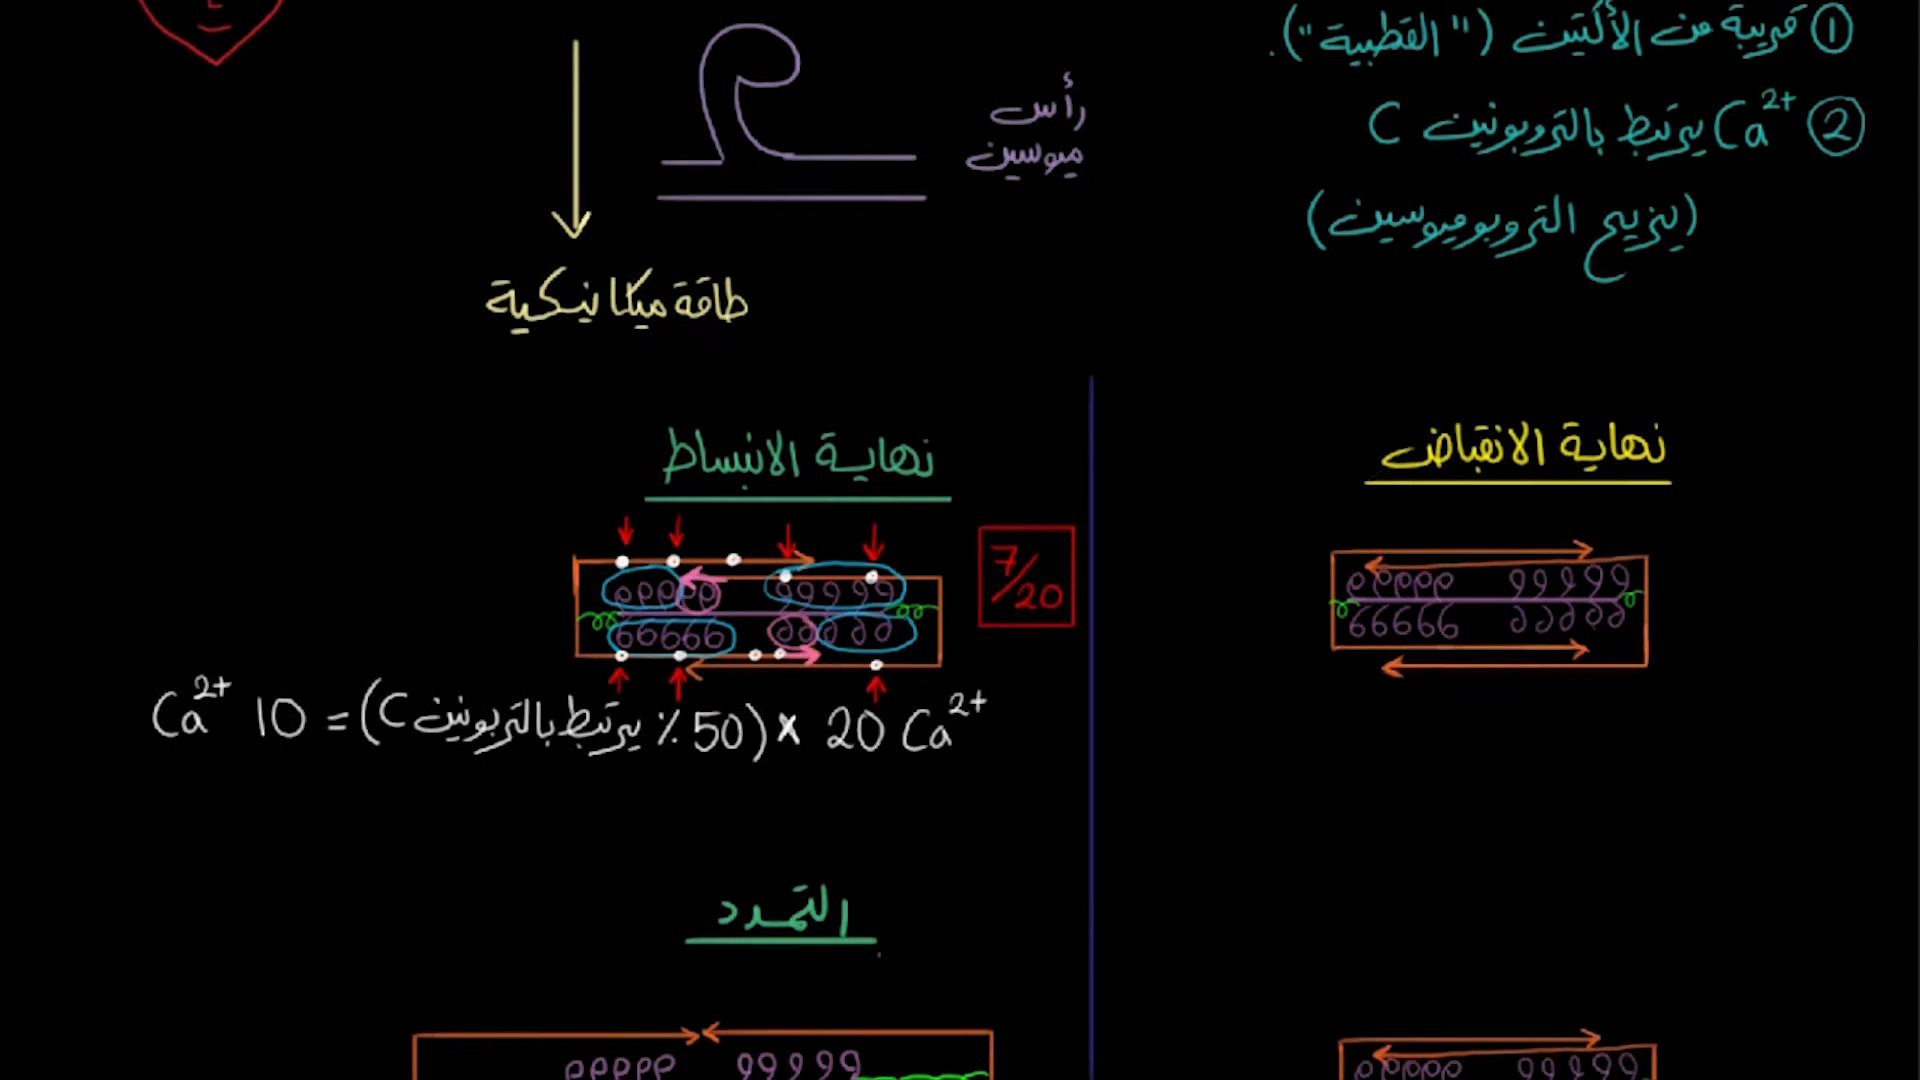 ① قريبة من الأكتين ("القطبية").
② Ca²⁺ يرتبط بالتروبونين C
(يزيح التروبوميوسين)
رأس
ميوسين
طاقة ميكانيكية
نهاية الانقباض
نهاية الانبساط
7/20
20 Ca²⁺ × (50٪ يرتبط بالتربونين C) = 10 Ca²⁺
التمدد